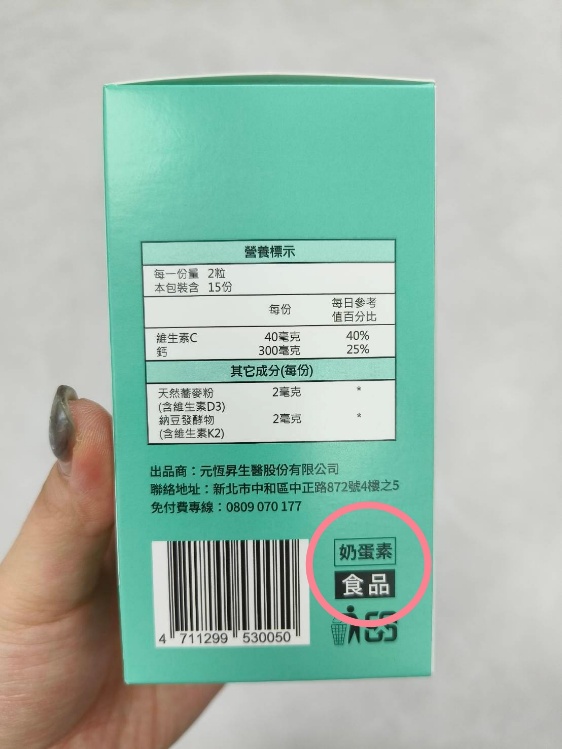 營養標示
每一份量 2粒
本包裝含 15份
每份 每日參考值百分比
維生素C 40毫克 40%
鈣 300毫克 25%
其它成分(每份)
天然蕎麥粉 2毫克 *
(含維生素D3)
納豆發酵物 2毫克 *
(含維生素K2)
出品商：元恆昇生醫股份有限公司
聯絡地址：新北市中和區中正路872號4樓之5
免付費專線：0809 070 177
奶蛋素
食品
4 711299 530050